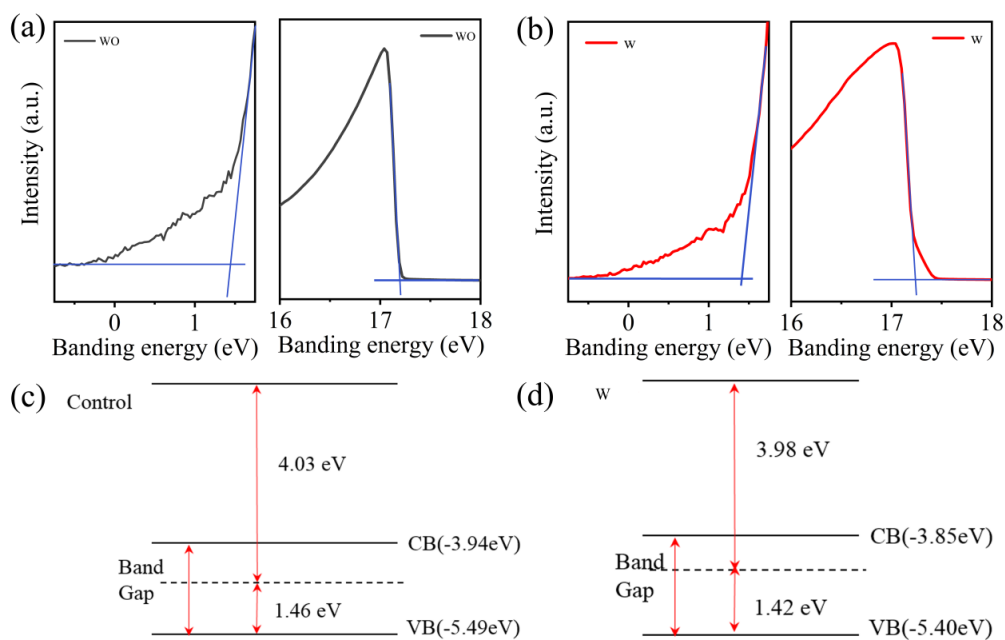 (a)
WO
WO
Intensity (a.u.)
0
1
16
17
18
Banding energy (eV)
Banding energy (eV)
(b)
W
W
Intensity (a.u.)
0
1
16
17
18
Banding energy (eV)
Banding energy (eV)
(c)
Control
4.03 eV
CB(-3.94eV)
Band
Gap
1.46 eV
VB(-5.49eV)
(d)
W
3.98 eV
CB(-3.85eV)
Band
Gap
1.42 eV
VB(-5.40eV)